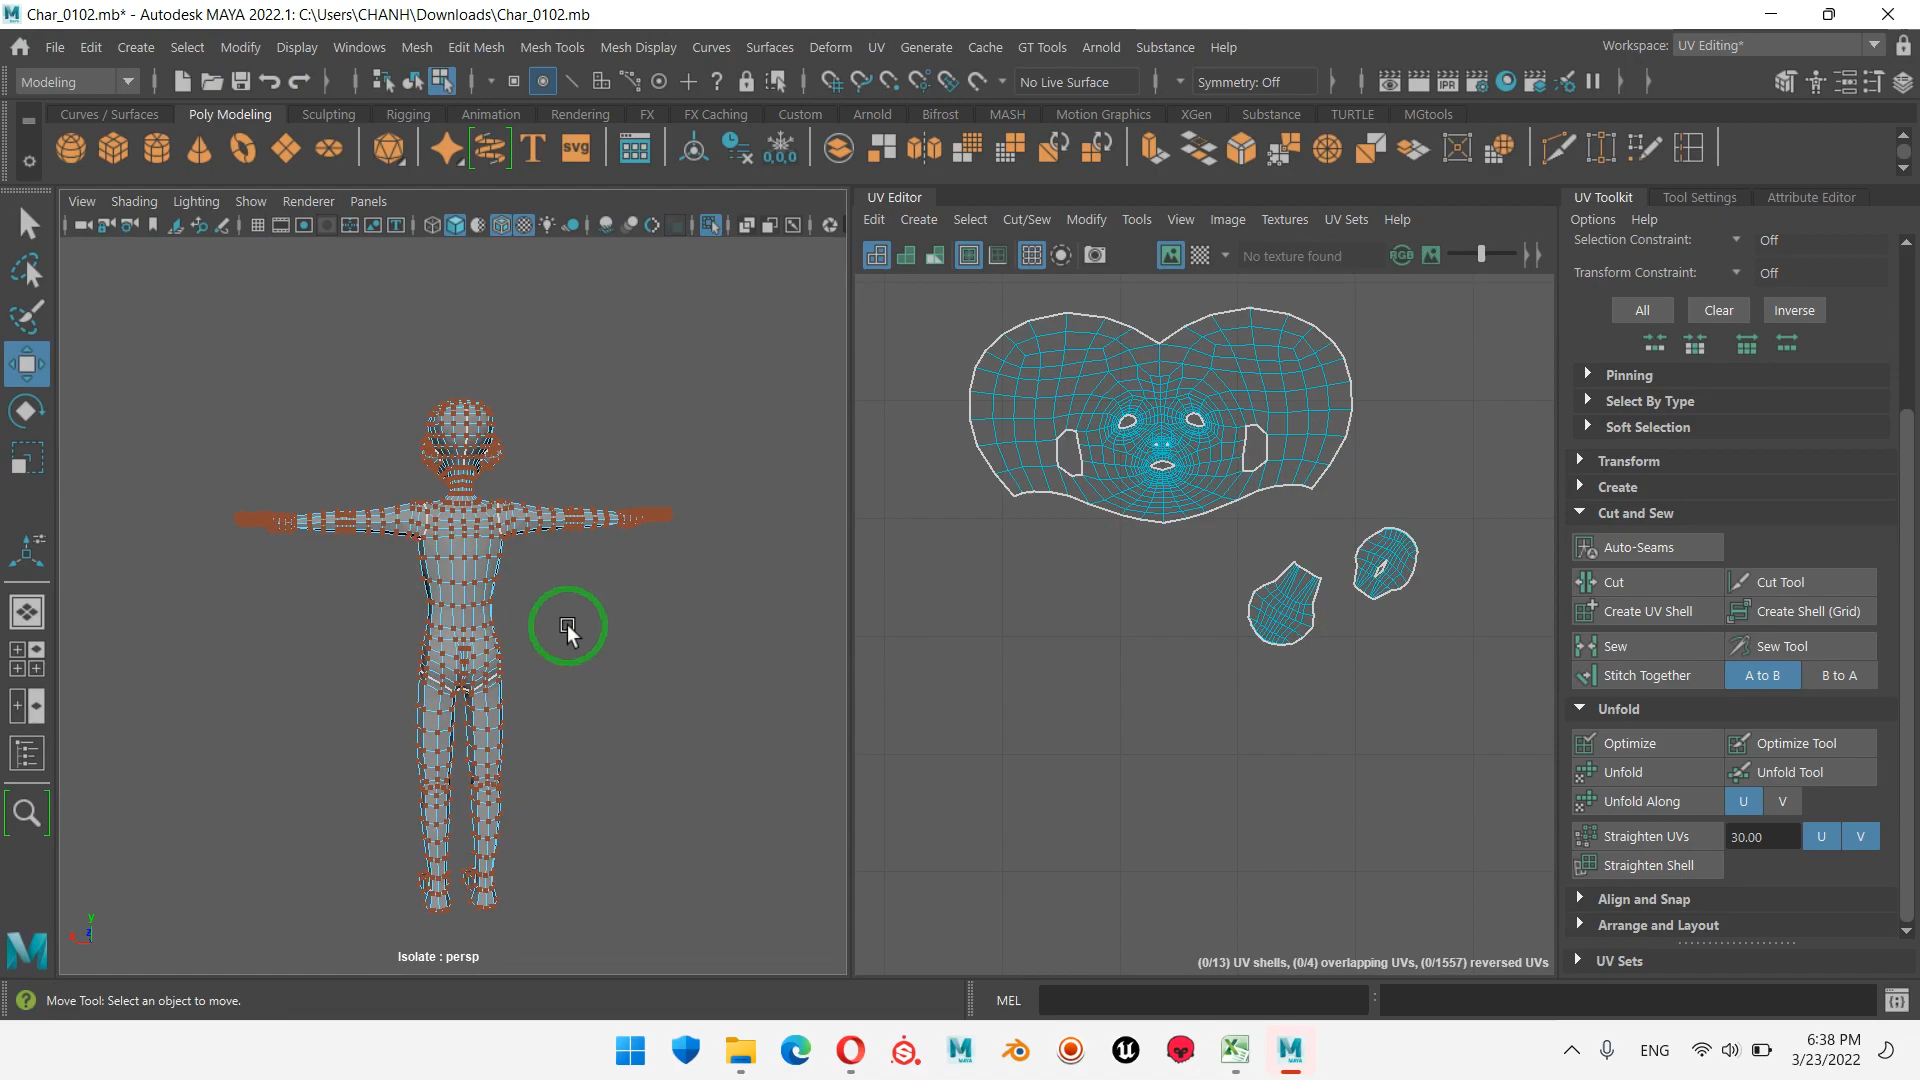 Char_0102.mb* - Autodesk MAYA 2022.1: C:\Users\CHANH\Downloads\Char_0102.mb
File Edit Create Select Modify Display Windows Mesh Edit Mesh Mesh Tools Mesh Display Curves Surfaces Deform UV Generate Cache GT Tools Arnold Substance Help
Workspace: UV Editing*
Modeling
No Live Surface
Symmetry: Off
IPR
Curves / Surfaces Poly Modeling Sculpting Rigging Animation Rendering FX FX Caching Custom Arnold Bifrost MASH Motion Graphics XGen Substance TURTLE MGtools
T
svg
0,0,0
View Shading Lighting Show Renderer Panels
UV Editor
Edit Create Select Cut/Sew Modify Tools View Image Textures UV Sets Help
No texture found
RGB
UV Toolkit Tool Settings Attribute Editor
Options Help
Selection Constraint: Off
Transform Constraint: Off
All Clear Inverse
Pinning
Select By Type
Soft Selection
Transform
Create
Cut and Sew
Auto-Seams
Cut Cut Tool
Create UV Shell Create Shell (Grid)
Sew Sew Tool
Stitch Together A to B B to A
Unfold
Optimize Optimize Tool
Unfold Unfold Tool
Unfold Along U V
Straighten UVs 30.00 U V
Straighten Shell
Align and Snap
Arrange and Layout
UV Sets
y
z
Isolate : persp
(0/13) UV shells, (0/4) overlapping UVs, (0/1557) reversed UVs
Move Tool: Select an object to move.
MEL
:
ENG
6:38 PM
3/23/2022